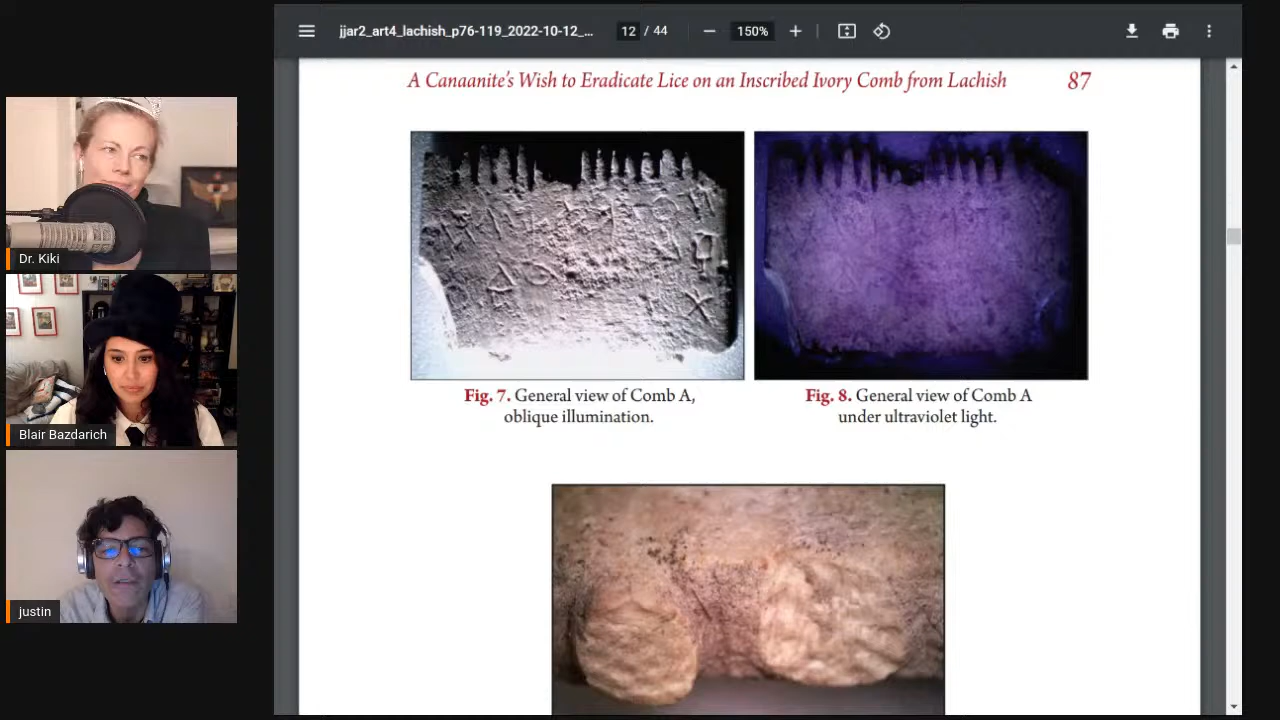 jjar2_art4_lachish_p76-119_2022-10-12_...
12 / 44
150%
A Canaanite's Wish to Eradicate Lice on an Inscribed Ivory Comb from Lachish 87
Fig. 7. General view of Comb A,
oblique illumination.
Fig. 8. General view of Comb A
under ultraviolet light.
Dr. Kiki
Blair Bazdarich
justin